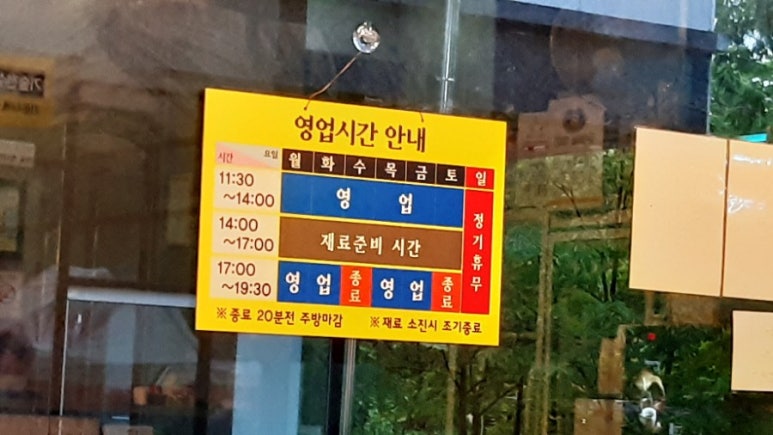 영업시간 안내
시간 요일 월 화 수 목 금 토 일
11:30 ~14:00 영 업 정기휴무
14:00 ~17:00 재료준비 시간
17:00 ~19:30 영 업 종료 영 업 종료
※ 종료 20분전 주방마감 ※ 재료 소진시 조기종료